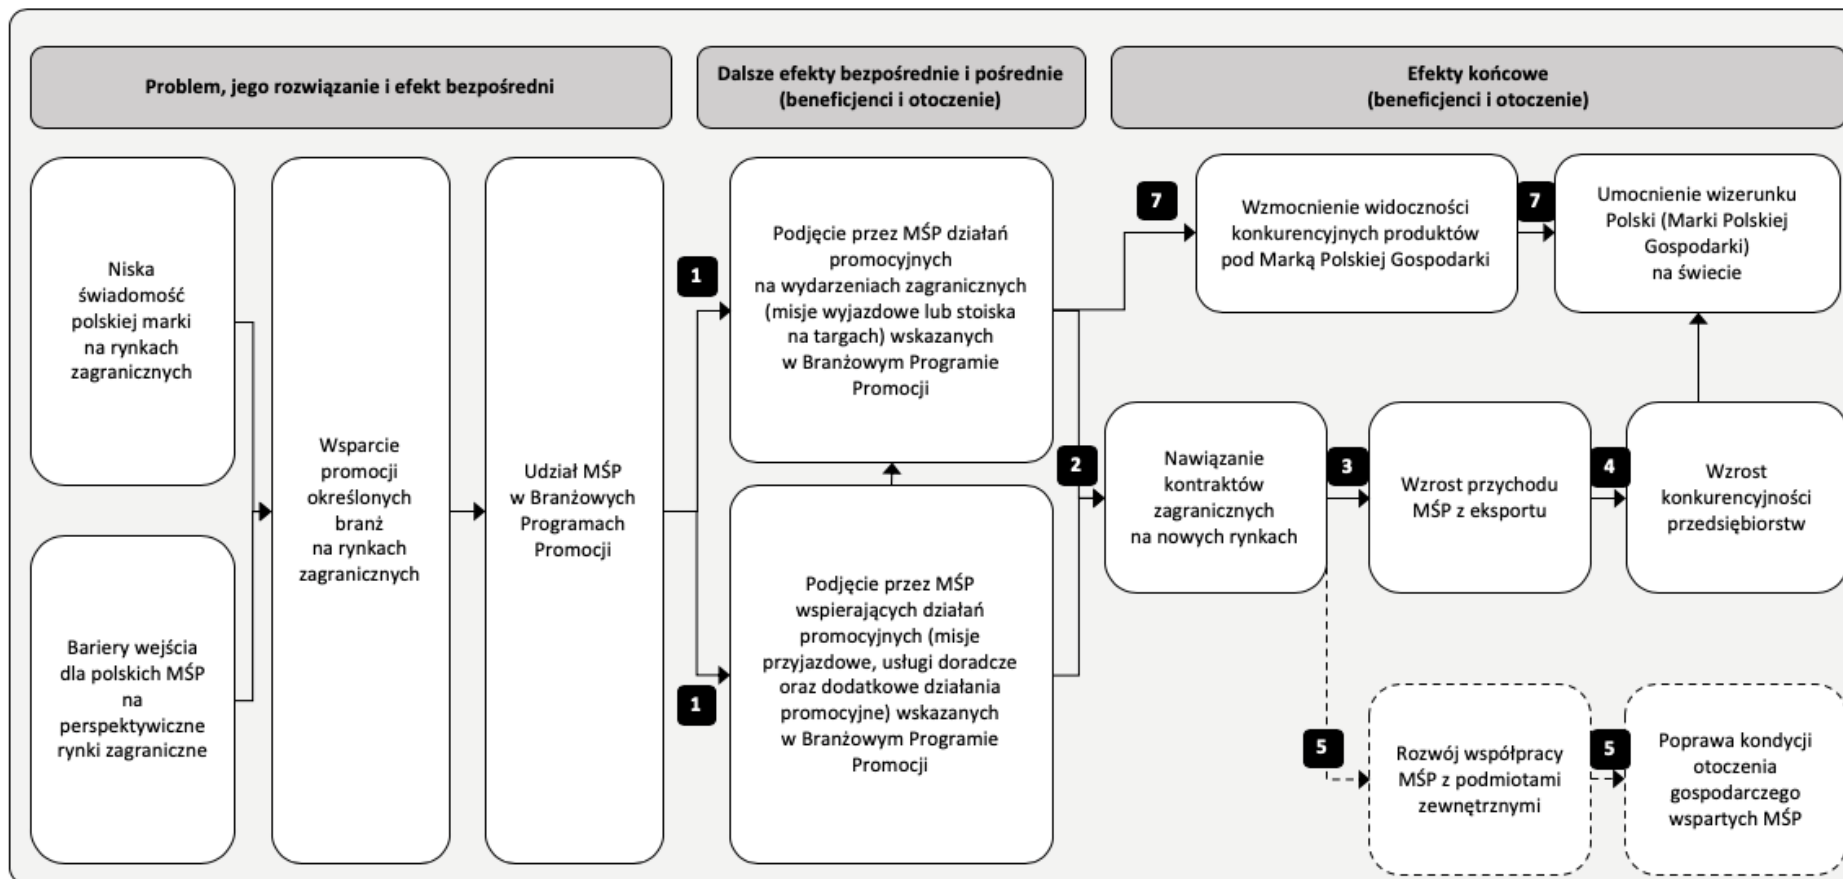 Problem, jego rozwiązanie i efekt bezpośredni
Dalsze efekty bezpośrednie i pośrednie
(beneficjenci i otoczenie)
Efekty końcowe
(beneficjenci i otoczenie)
Niska
świadomość
polskiej marki
na rynkach
zagranicznych
Bariery wejścia
dla polskich MŚP
na
perspektywiczne
rynki zagraniczne
Wsparcie
promocji
określonych
branż
na rynkach
zagranicznych
Udział MŚP
w Branżowych
Programach
Promocji
1
Podjęcie przez MŚP działań
promocyjnych
na wydarzeniach zagranicznych
(misje wyjazdowe lub stoiska
na targach) wskazanych
w Branżowym Programie
Promocji
1
Podjęcie przez MŚP
wspierających działań
promocyjnych (misje
przyjazdowe, usługi doradcze
oraz dodatkowe działania
promocyjne) wskazanych
w Branżowym Programie
Promocji
7
Wzmocnienie widoczności
konkurencyjnych produktów
pod Marką Polskiej Gospodarki
7
Umocnienie wizerunku
Polski (Marki Polskiej
Gospodarki)
na świecie
2
Nawiązanie
kontraktów
zagranicznych
na nowych rynkach
3
Wzrost przychodu
MŚP z eksportu
4
Wzrost
konkurencyjności
przedsiębiorstw
5
Rozwój współpracy
MŚP z podmiotami
zewnętrznymi
5
Poprawa kondycji
otoczenia
gospodarczego
wspartych MŚP